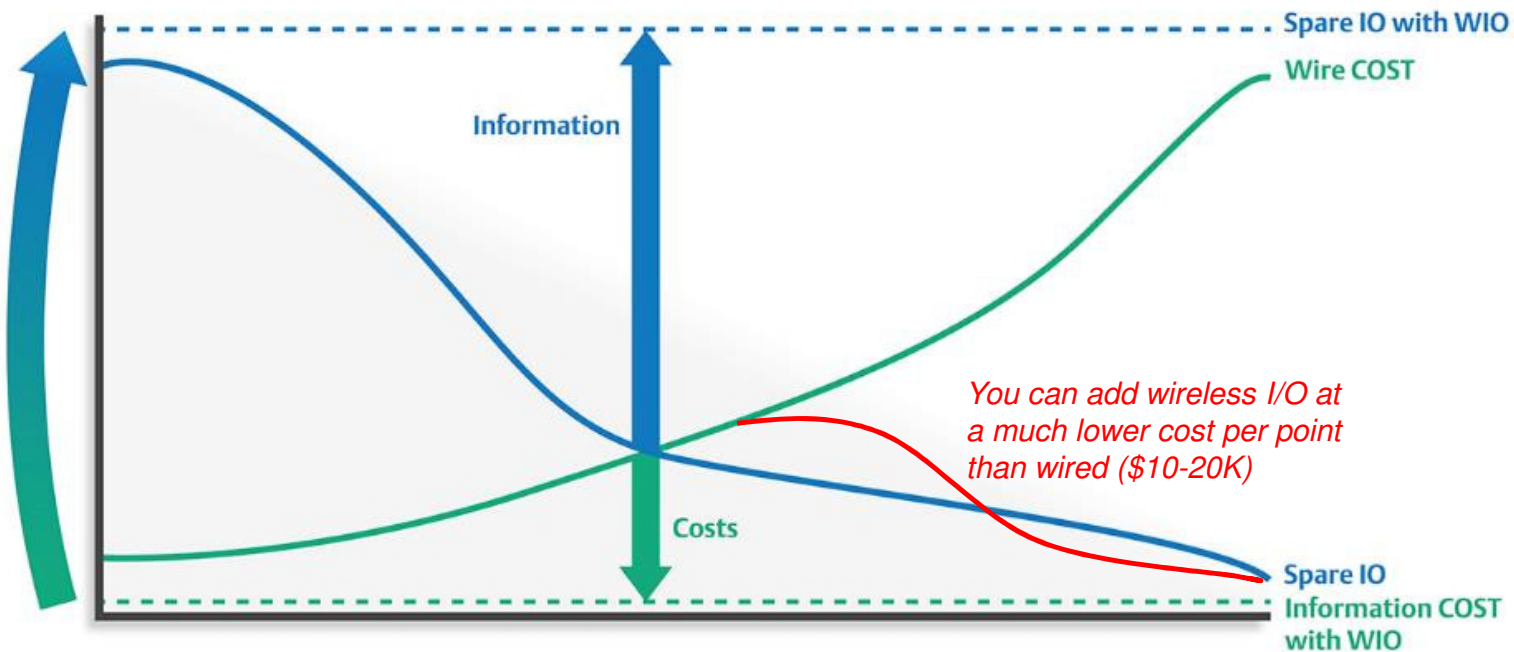 Spare IO with WIO
Wire COST
Information
You can add wireless I/O at
a much lower cost per point
than wired ($10-20K)
Costs
Spare IO
Information COST
with WIO